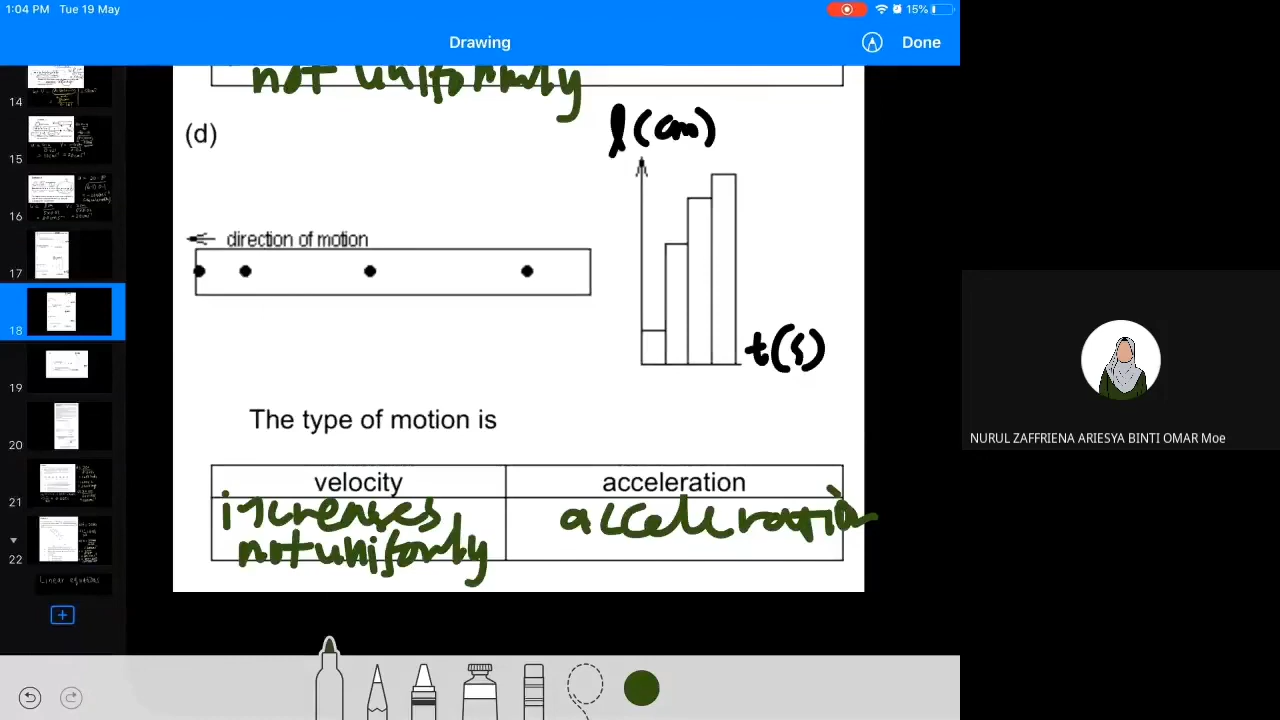 1:04 PM Tue 19 May
15%
Drawing
Done
not uniformly
(d)
l(cm)
direction of motion
t(s)
The type of motion is
velocity
acceleration
increases
not uniformly
acceleration
14
15
16
17
18
19
20
21
22
Linear equations
NURUL ZAFFRIENA ARIESYA BINTI OMAR Moe